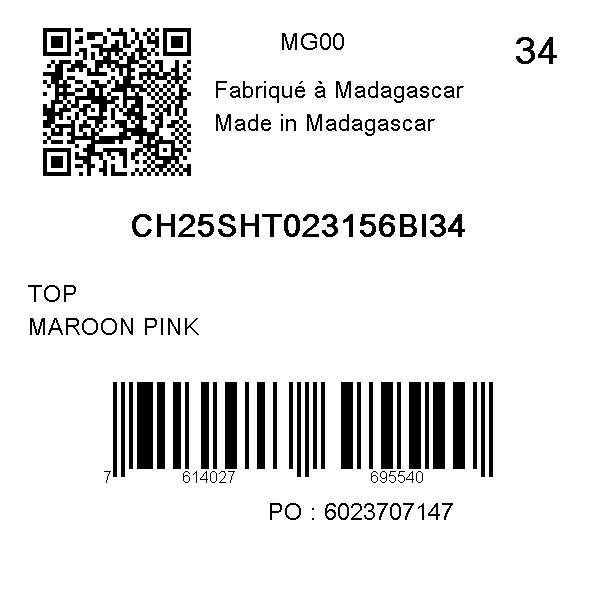 MG00
34
Fabriqué à Madagascar
Made in Madagascar
CH25SHT023156BI34
TOP
MAROON PINK
7 614027 695540
PO : 6023707147